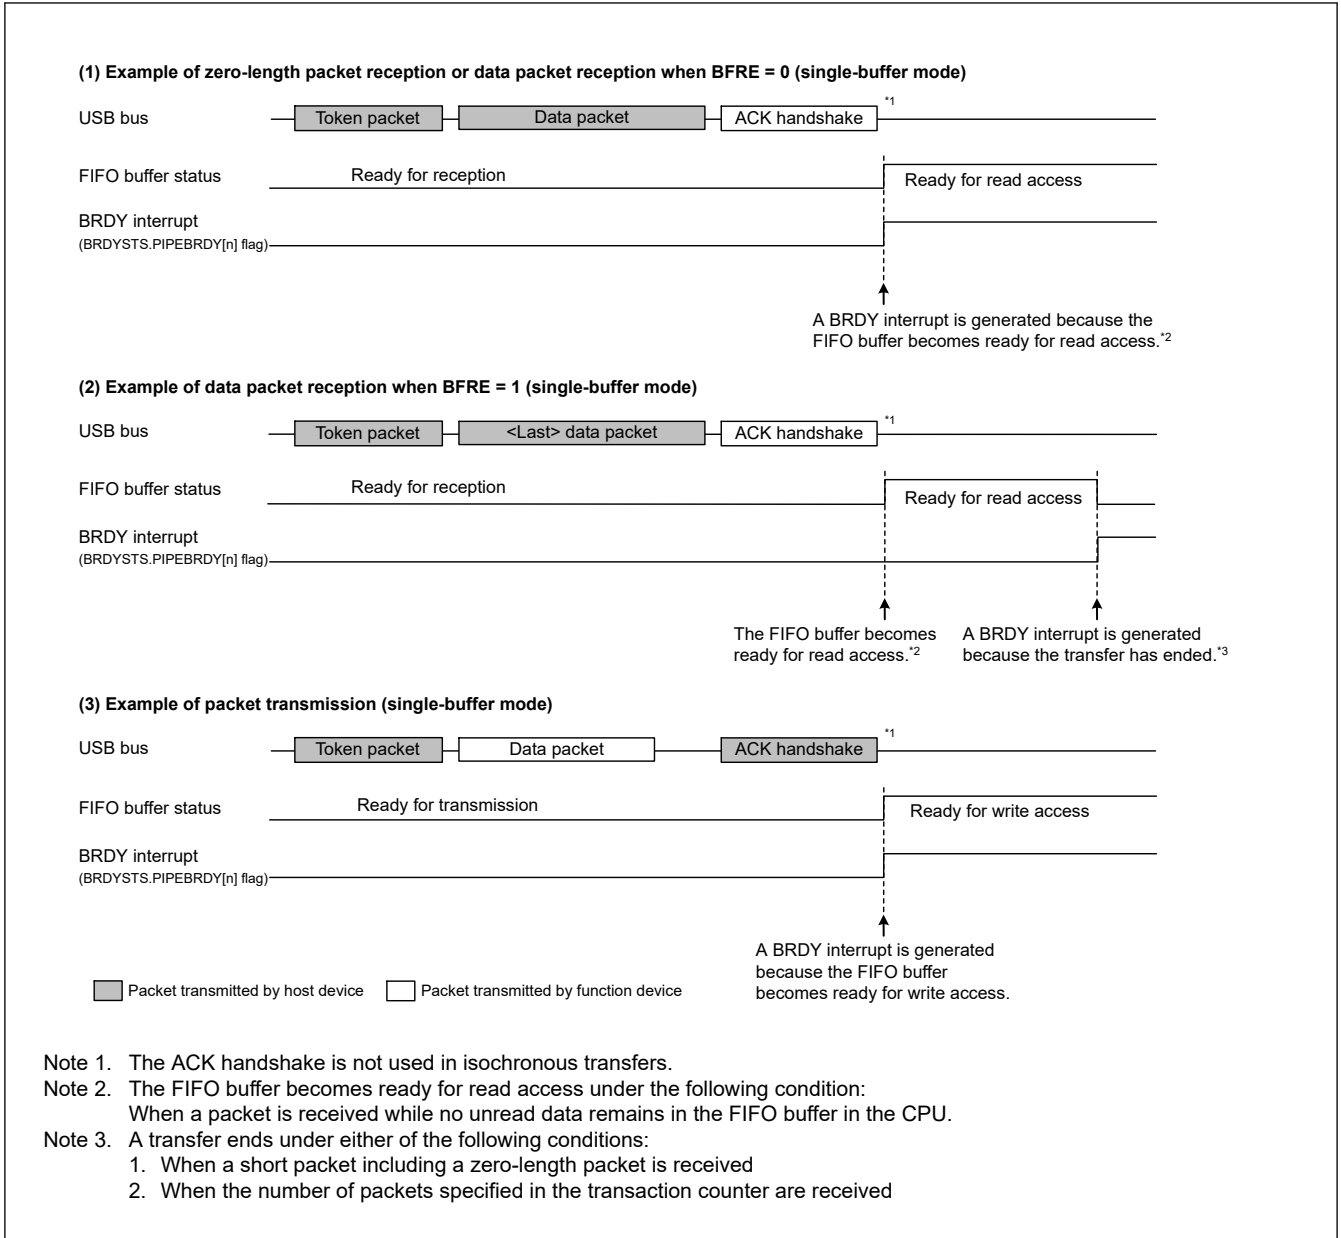 (1) Example of zero-length packet reception or data packet reception when BFRE = 0 (single-buffer mode)
USB bus Token packet Data packet ACK handshake *1
FIFO buffer status Ready for reception Ready for read access
BRDY interrupt
(BRDYSTS.PIPEBRDY[n] flag)
A BRDY interrupt is generated because the
FIFO buffer becomes ready for read access.*2
(2) Example of data packet reception when BFRE = 1 (single-buffer mode)
USB bus Token packet <Last> data packet ACK handshake *1
FIFO buffer status Ready for reception Ready for read access
BRDY interrupt
(BRDYSTS.PIPEBRDY[n] flag)
The FIFO buffer becomes
ready for read access.*2
A BRDY interrupt is generated
because the transfer has ended.*3
(3) Example of packet transmission (single-buffer mode)
USB bus Token packet Data packet ACK handshake *1
FIFO buffer status Ready for transmission Ready for write access
BRDY interrupt
(BRDYSTS.PIPEBRDY[n] flag)
A BRDY interrupt is generated
because the FIFO buffer
becomes ready for write access.
Packet transmitted by host device Packet transmitted by function device
Note 1. The ACK handshake is not used in isochronous transfers.
Note 2. The FIFO buffer becomes ready for read access under the following condition:
When a packet is received while no unread data remains in the FIFO buffer in the CPU.
Note 3. A transfer ends under either of the following conditions:
1. When a short packet including a zero-length packet is received
2. When the number of packets specified in the transaction counter are received